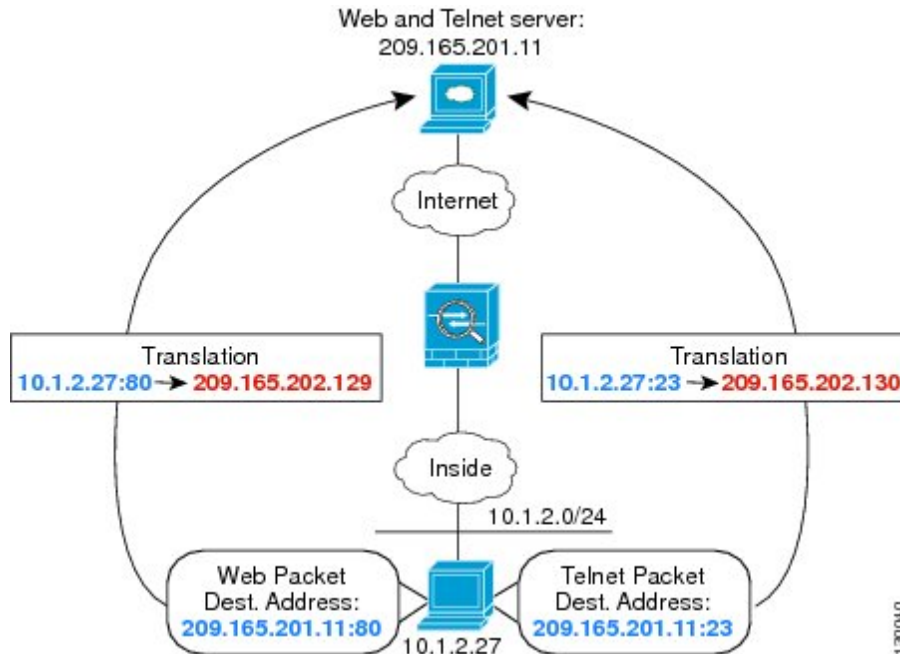 Web and Telnet server:
209.165.201.11
Internet
Translation
10.1.2.27:80 → 209.165.202.129
Translation
10.1.2.27:23 → 209.165.202.130
Inside
10.1.2.0/24
Web Packet
Dest. Address:
209.165.201.11:80
10.1.2.27
Telnet Packet
Dest. Address:
209.165.201.11:23